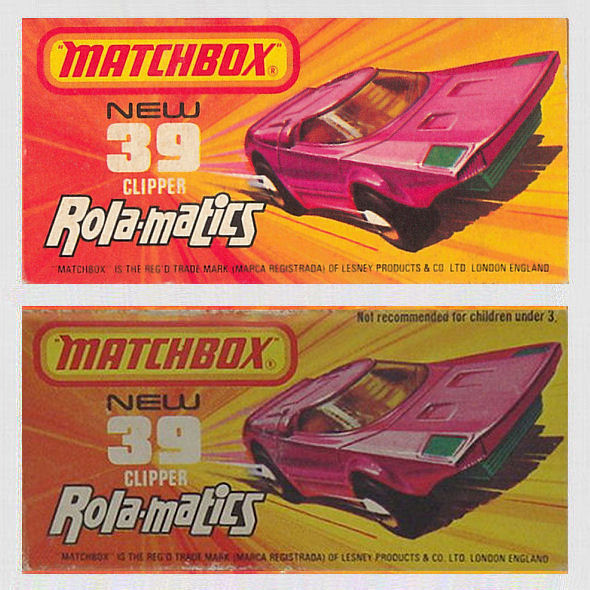 "MATCHBOX"®
NEW
39
CLIPPER
Rola-matics
"MATCHBOX" IS THE REG'D TRADE MARK (MARCA REGISTRADA) OF LESNEY PRODUCTS & CO. LTD. LONDON ENGLAND
Not recommended for children under 3.
"MATCHBOX"®
NEW
39
CLIPPER
Rola-matics
"MATCHBOX" IS THE REG'D TRADE MARK (MARCA REGISTRADA) OF LESNEY PRODUCTS & CO. LTD. LONDON ENGLAND